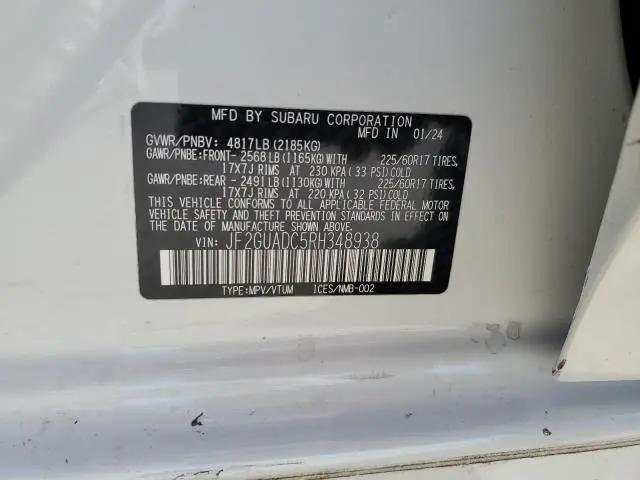 MFD BY SUBARU CORPORATION
GVWR/PNBV: 4817LB(2185KG) MFD IN 01/24
GAWR/PNBE:FRONT-2568LB(1165KG)WITH 225/60R17 TIRES,
17X7J RIMS AT 230 KPA(33 PSI)COLD
GAWR/PNBE:REAR -2491LB(1130KG)WITH 225/60R17 TIRES,
17X7J RIMS AT 220 KPA(32 PSI)COLD
THIS VEHICLE CONFORMS TO ALL APPLICABLE FEDERAL MOTOR
VEHICLE SAFETY AND THEFT PREVENTION STANDARDS IN EFFECT
ON THE DATE OF MANUFACTURE SHOWN ABOVE.
VIN: JF2GUADC5RH348938
TYPE:MPV/VTUM ICES/NMB-002